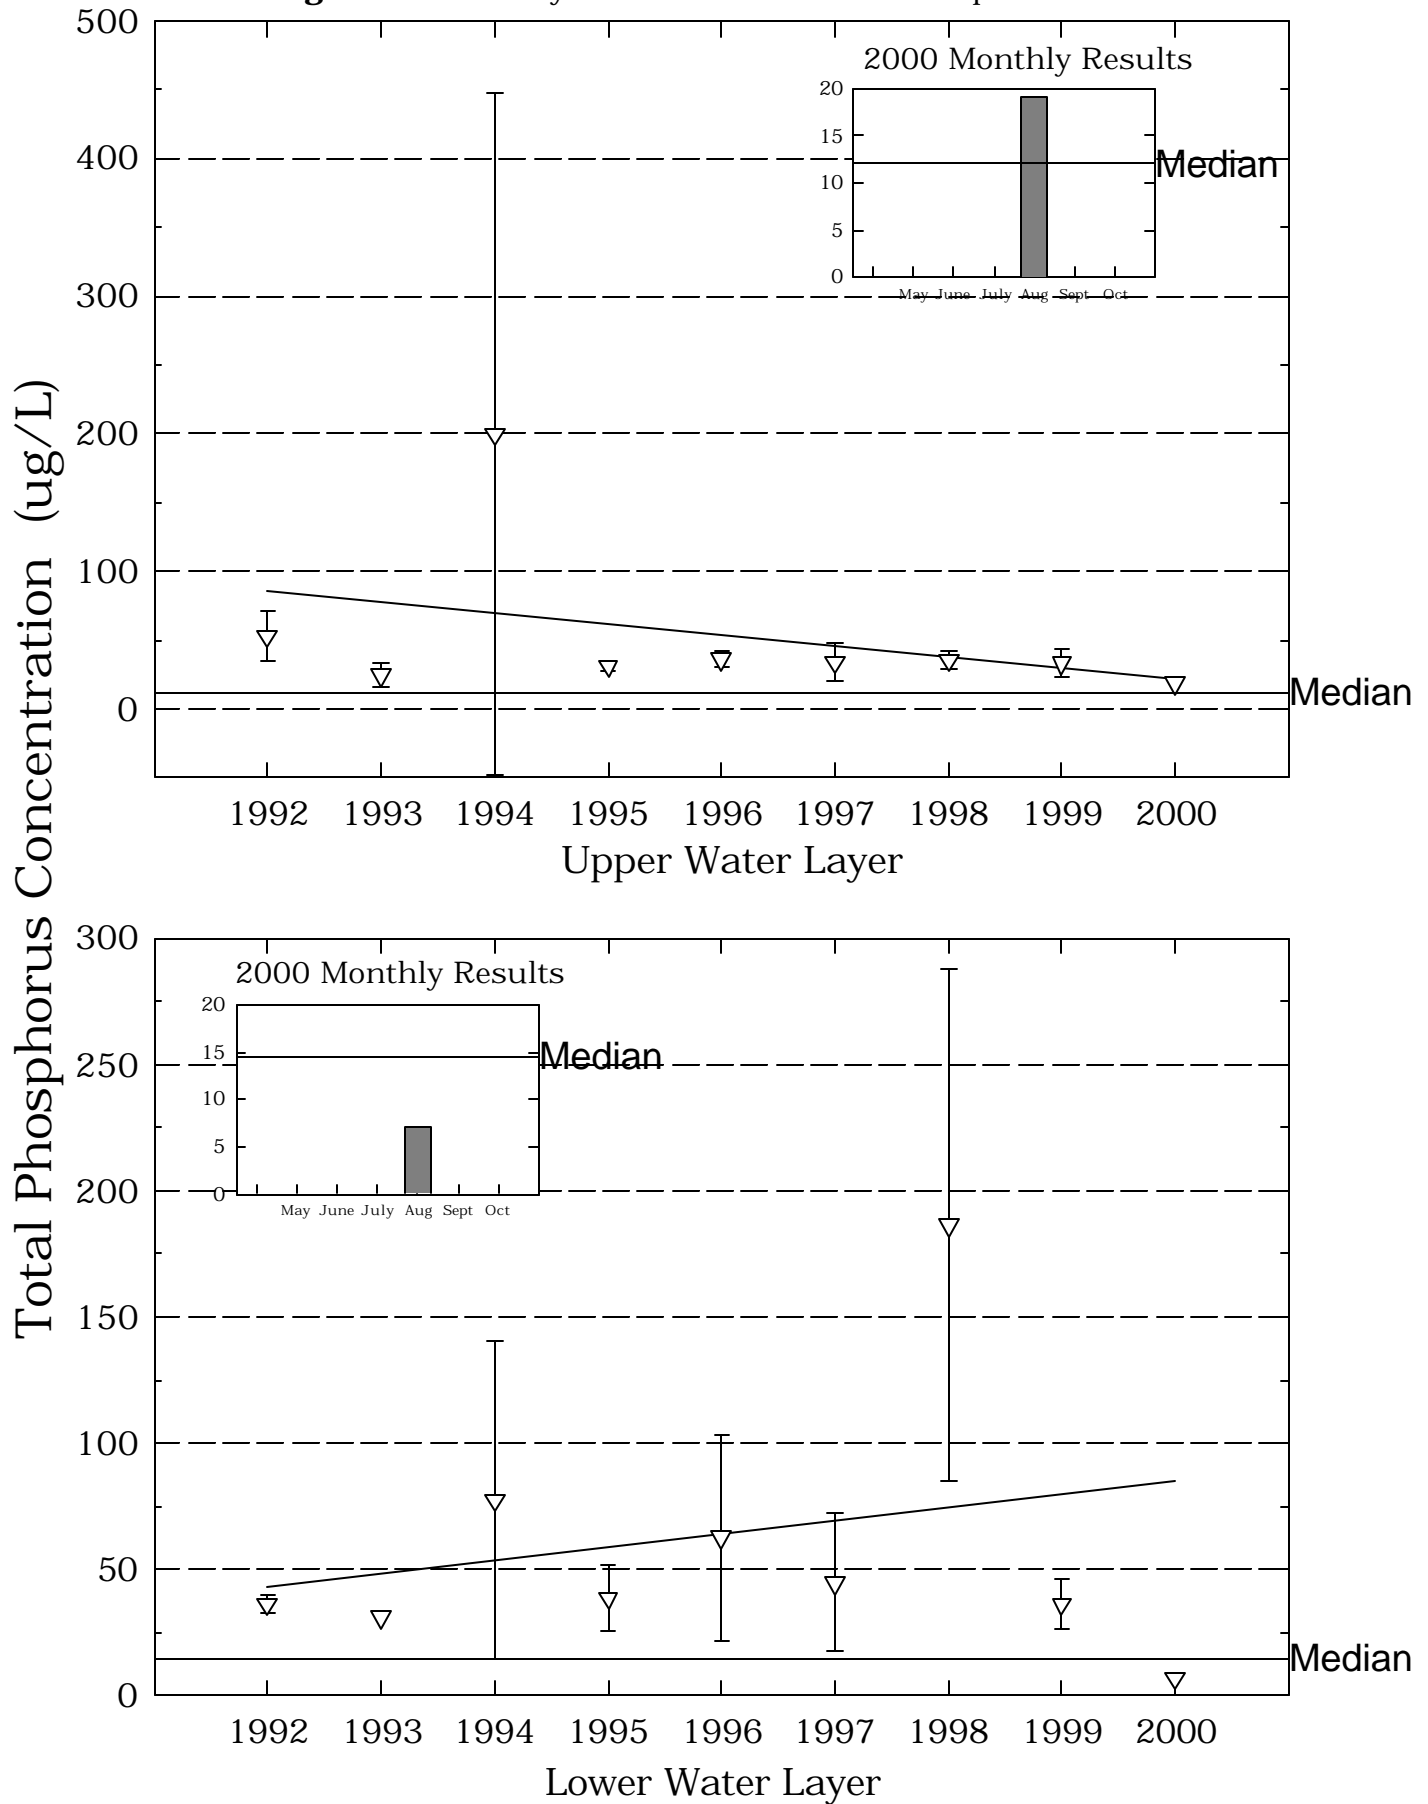 500
2000 Monthly Results
20
15
10
5
0
Median
May June July Aug Sept Oct
400
300
200
100
0
Median
1992 1993 1994 1995 1996 1997 1998 1999 2000
Upper Water Layer
Total Phosphorus Concentration (ug/L)
300
2000 Monthly Results
20
15
10
5
0
Median
May June July Aug Sept Oct
250
200
150
100
50
0
Median
1992 1993 1994 1995 1996 1997 1998 1999 2000
Lower Water Layer